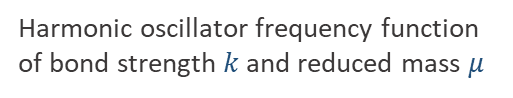 Harmonic oscillator frequency function
of bond strength k and reduced mass μ